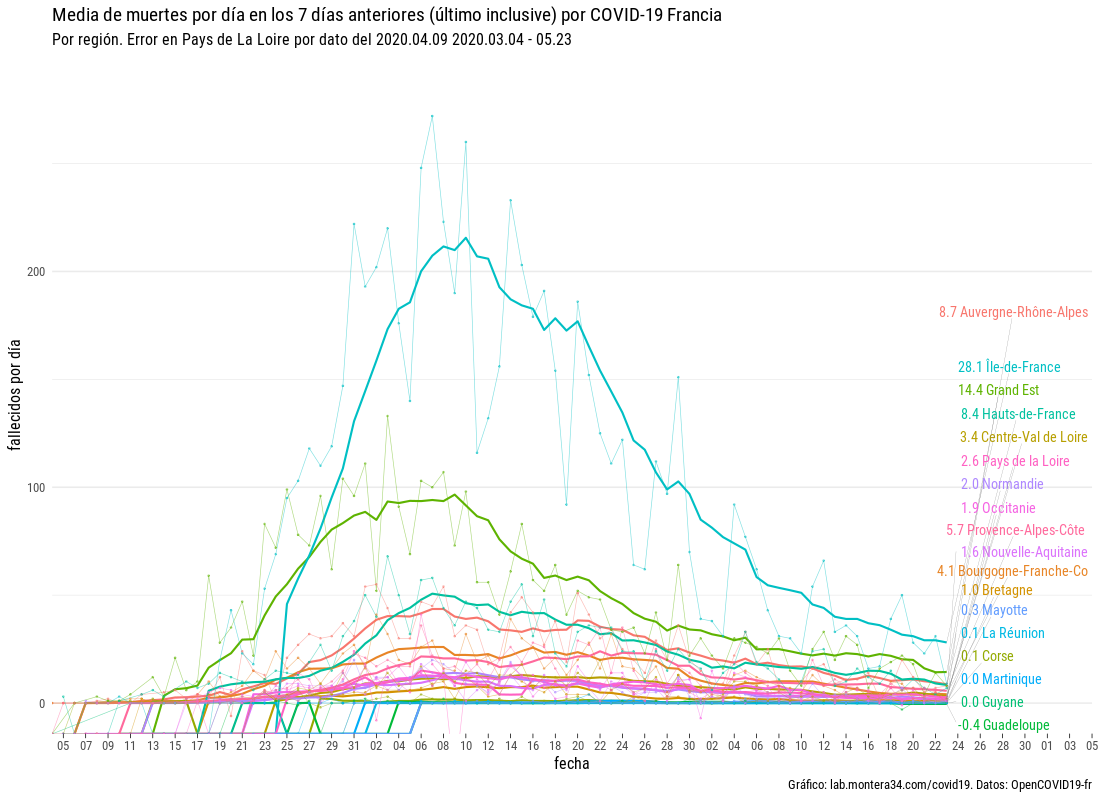 Media de muertes por día en los 7 días anteriores (último inclusive) por COVID-19 Francia
Por región. Error en Pays de La Loire por dato del 2020.04.09 2020.03.04 - 05.23
fallecidos por día
200
100
0
8.7 Auvergne-Rhône-Alpes
28.1 Île-de-France
14.4 Grand Est
8.4 Hauts-de-France
3.4 Centre-Val de Loire
2.6 Pays de la Loire
2.0 Normandie
1.9 Occitanie
5.7 Provence-Alpes-Côte
1.6 Nouvelle-Aquitaine
4.1 Bourgogne-Franche-Co
1.0 Bretagne
0.3 Mayotte
0.1 La Réunion
0.1 Corse
0.0 Martinique
0.0 Guyane
-0.4 Guadeloupe
05 07 09 11 13 15 17 19 21 23 25 27 29 31 02 04 06 08 10 12 14 16 18 20 22 24 26 28 30 02 04 06 08 10 12 14 16 18 20 22 24 26 28 30 01 03 05
fecha
Gráfico: lab.montera34.com/covid19. Datos: OpenCOVID19-fr